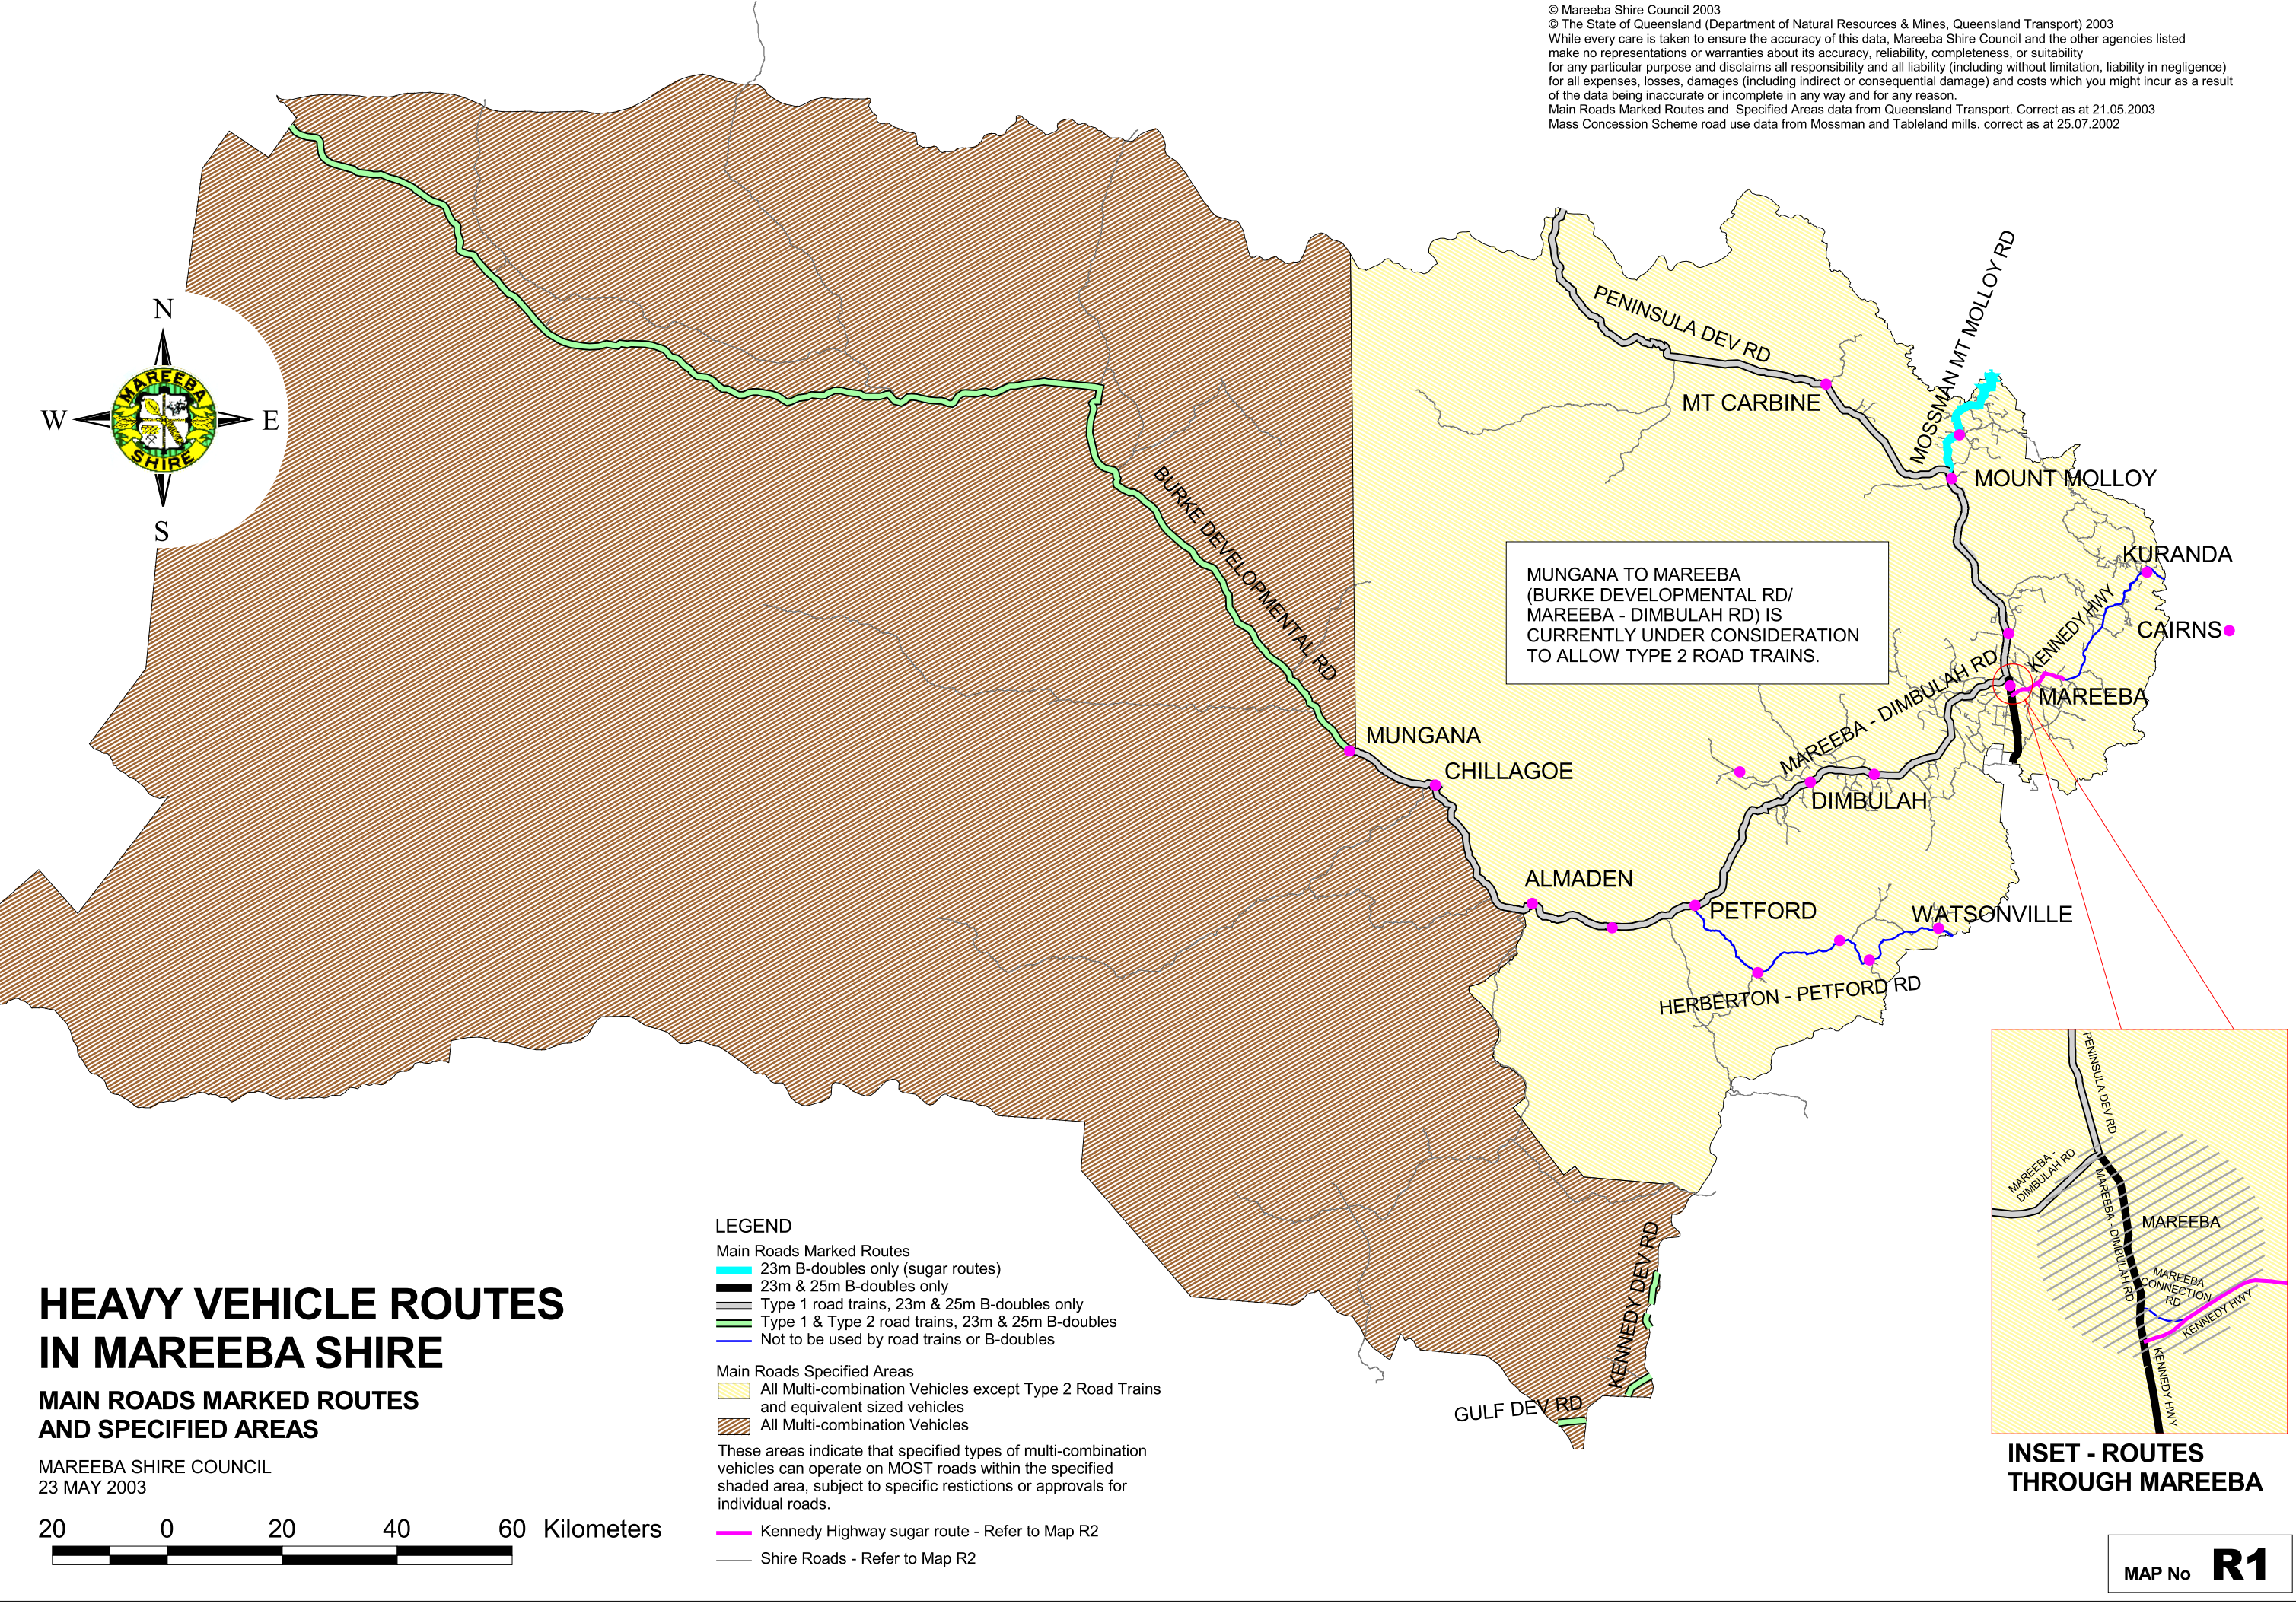 © Mareeba Shire Council 2003
© The State of Queensland (Department of Natural Resources & Mines, Queensland Transport) 2003
While every care is taken to ensure the accuracy of this data, Mareeba Shire Council and the other agencies listed
make no representations or warranties about its accuracy, reliability, completeness, or suitability
for any particular purpose and disclaims all responsibility and all liability (including without limitation, liability in negligence)
for all expenses, losses, damages (including indirect or consequential damage) and costs which you might incur as a result
of the data being inaccurate or incomplete in any way and for any reason.
Main Roads Marked Routes and Specified Areas data from Queensland Transport. Correct as at 21.05.2003
Mass Concession Scheme road use data from Mossman and Tableland mills. correct as at 25.07.2002
N
W
E
S
MAREEBA
SHIRE
PENINSULA DEV RD
MOSSMAN MT MOLLOY RD
MT CARBINE
MOUNT MOLLOY
BURKE DEVELOPMENTAL RD
KURANDA
KENNEDY HWY
CAIRNS
MUNGANA TO MAREEBA
(BURKE DEVELOPMENTAL RD/
MAREEBA - DIMBULAH RD) IS
CURRENTLY UNDER CONSIDERATION
TO ALLOW TYPE 2 ROAD TRAINS.
MAREEBA - DIMBULAH RD
MAREEBA
MUNGANA
CHILLAGOE
DIMBULAH
ALMADEN
PETFORD
WATSONVILLE
HERBERTON - PETFORD RD
KENNEDY DEV RD
GULF DEV RD
PENINSULA DEV RD
MAREEBA -
DIMBULAH RD
MAREEBA - DIMBULAH RD
MAREEBA
MAREEBA
CONNECTION
RD
KENNEDY HWY
KENNEDY HWY
INSET - ROUTES
THROUGH MAREEBA
LEGEND
Main Roads Marked Routes
23m B-doubles only (sugar routes)
23m & 25m B-doubles only
Type 1 road trains, 23m & 25m B-doubles only
Type 1 & Type 2 road trains, 23m & 25m B-doubles
Not to be used by road trains or B-doubles
Main Roads Specified Areas
All Multi-combination Vehicles except Type 2 Road Trains
and equivalent sized vehicles
All Multi-combination Vehicles
These areas indicate that specified types of multi-combination
vehicles can operate on MOST roads within the specified
shaded area, subject to specific restictions or approvals for
individual roads.
Kennedy Highway sugar route - Refer to Map R2
Shire Roads - Refer to Map R2
HEAVY VEHICLE ROUTES
IN MAREEBA SHIRE
MAIN ROADS MARKED ROUTES
AND SPECIFIED AREAS
MAREEBA SHIRE COUNCIL
23 MAY 2003
20 0 20 40 60 Kilometers
MAP No R1